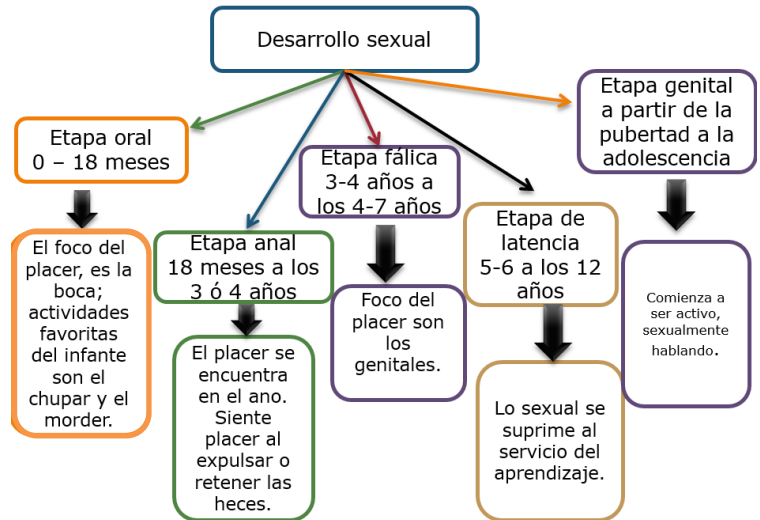 Desarrollo sexual
Etapa oral
0 – 18 meses
El foco del
placer, es la
boca;
actividades
favoritas
del infante
son el
chupar y el
morder.
Etapa anal
18 meses a los
3 ó 4 años
El placer se
encuentra
en el ano.
Siente
placer al
expulsar o
retener las
heces.
Etapa fálica
3-4 años a
los 4-7 años
Foco del
placer son
los
genitales.
Etapa de
latencia
5-6 a los 12
años
Lo sexual se
suprime al
servicio del
aprendizaje.
Etapa genital
a partir de la
pubertad a la
adolescencia
Comienza a
ser activo,
sexualmente
hablando.